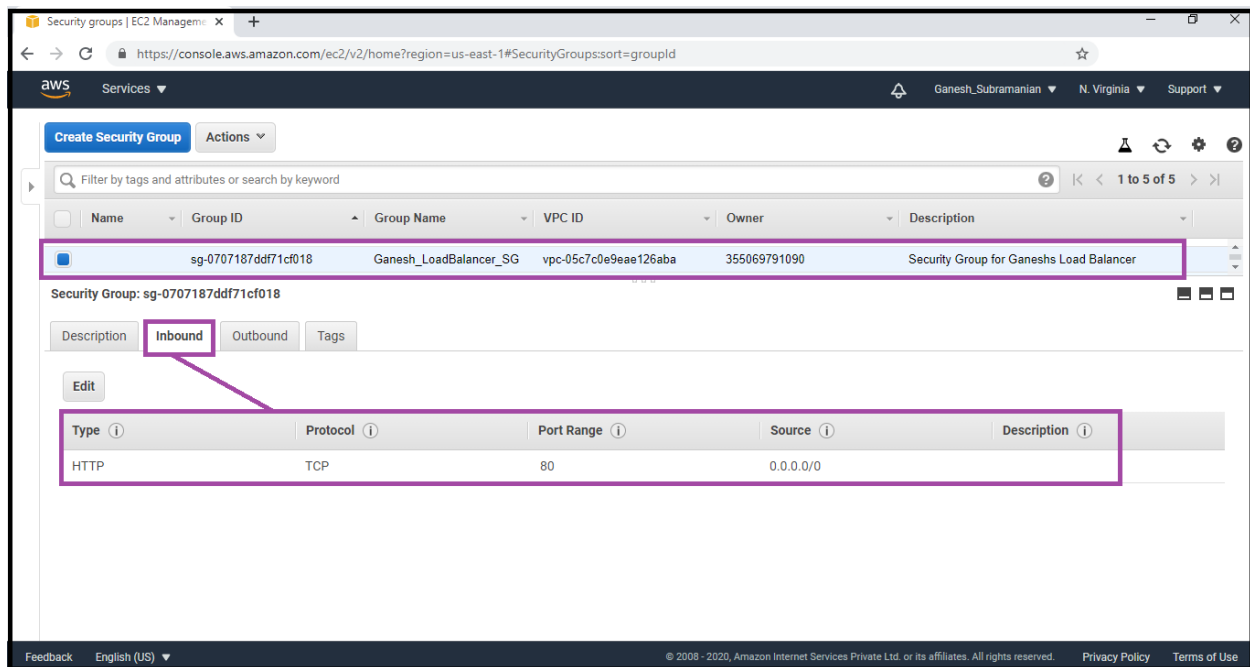 Security groups | EC2 Manageme
https://console.aws.amazon.com/ec2/v2/home?region=us-east-1#SecurityGroups:sort=groupId
aws Services Ganesh_Subramanian N. Virginia Support
Create Security Group Actions
Filter by tags and attributes or search by keyword 1 to 5 of 5
Name Group ID Group Name VPC ID Owner Description
sg-0707187ddf71cf018 Ganesh_LoadBalancer_SG vpc-05c7c0e9eae126aba 355069791090 Security Group for Ganeshs Load Balancer
Security Group: sg-0707187ddf71cf018
Description Inbound Outbound Tags
Edit
Type Protocol Port Range Source Description
HTTP TCP 80 0.0.0.0/0
Feedback English (US) © 2008 - 2020, Amazon Internet Services Private Ltd. or its affiliates. All rights reserved. Privacy Policy Terms of Use